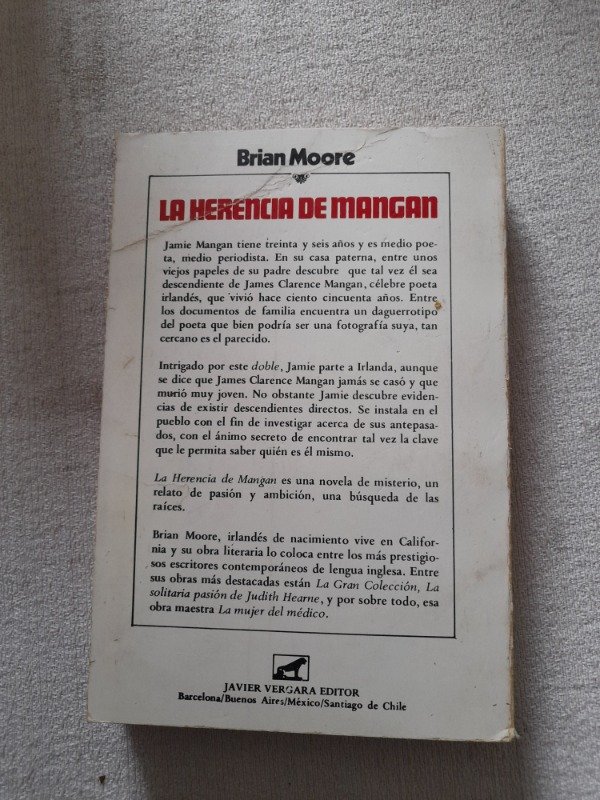 Brian Moore
LA HERENCIA DE MANGAN
Jamie Mangan tiene treinta y seis años y es medio poe-
ta, medio periodista. En su casa paterna, entre unos
viejos papeles de su padre descubre que tal vez él sea
descendiente de James Clarence Mangan, célebre poeta
irlandés, que vivió hace ciento cincuenta años. Entre
los documentos de familia encuentra un daguerrotipo
del poeta que bien podría ser una fotografía suya, tan
cercano es el parecido.
Intrigado por este doble, Jamie parte a Irlanda, aunque
se dice que James Clarence Mangan jamás se casó y que
murió muy joven. No obstante Jamie descubre eviden-
cias de existir descendientes directos. Se instala en el
pueblo con el fin de investigar acerca de sus antepasa-
dos, con el ánimo secreto de encontrar tal vez la clave
que le permita saber quién es él mismo.
La Herencia de Mangan es una novela de misterio, un
relato de pasión y ambición, una búsqueda de las
raíces.
Brian Moore, irlandés de nacimiento vive en Califor-
nia y su obra literaria lo coloca entre los más prestigio-
sos escritores contemporáneos de lengua inglesa. Entre
sus obras más destacadas están La Gran Colección, La
solitaria pasión de Judith Hearne, y por sobre todo, esa
obra maestra La mujer del médico.
JAVIER VERGARA EDITOR
Barcelona/Buenos Aires/México/Santiago de Chile